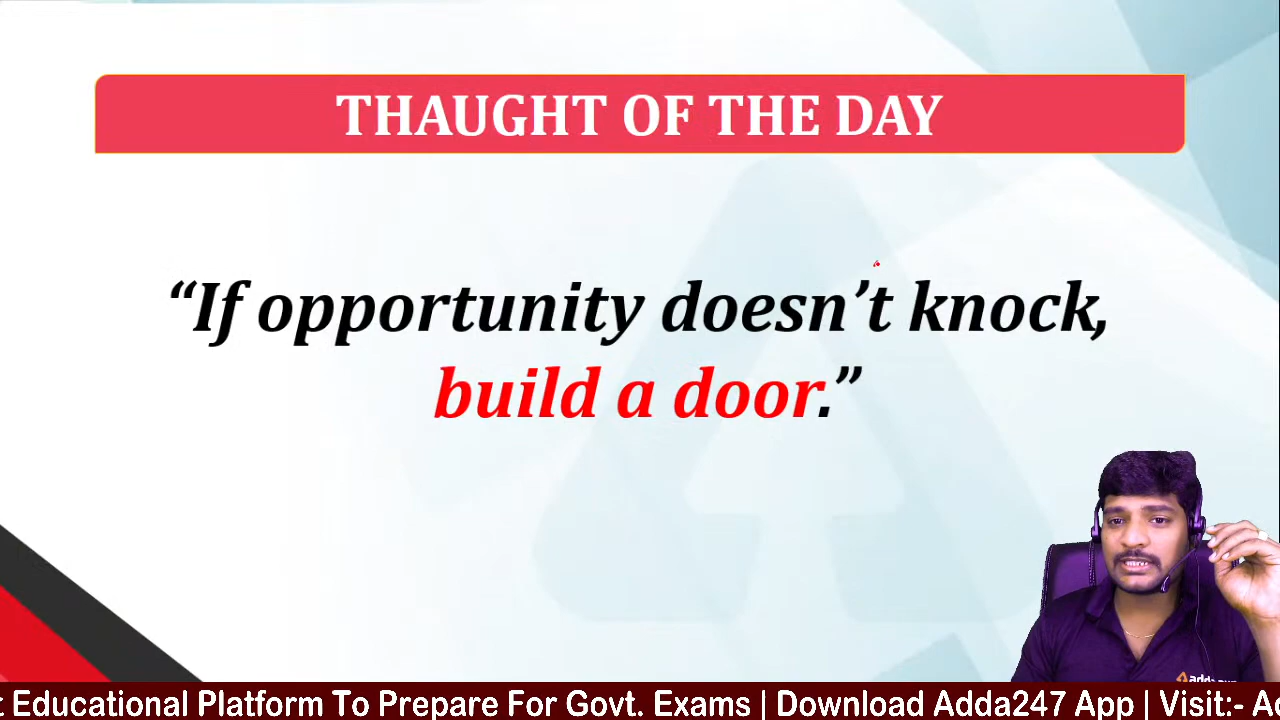 THAUGHT OF THE DAY
“If opportunity doesn’t knock,
build a door.”
Educational Platform To Prepare For Govt. Exams | Download Adda247 App | Visit:-